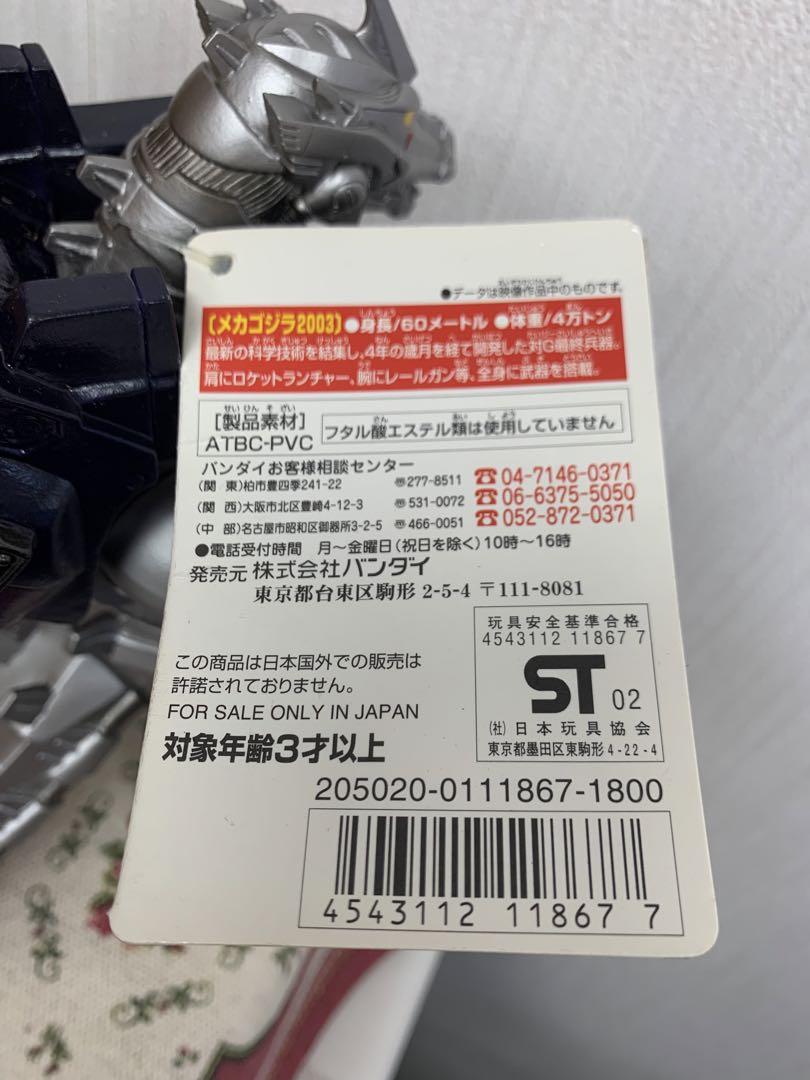 ●データは映像作品中のものです。
〔メカゴジラ2003〕●身長/60メートル ●体重/4万トン
最新の科学技術を結集し、4年の歳月を経て開発した対G最終兵器。
肩にロケットランチャー、腕にレールガン等、全身に武器を搭載。
[製品素材] フタル酸エステル類は使用していません
ATBC-PVC
バンダイお客様相談センター
(関 東)柏市豊四季241-22 〠277-8511 ☎04-7146-0371
(関 西)大阪市北区豊崎4-12-3 〠531-0072 ☎06-6375-5050
(中 部)名古屋市昭和区御器所3-2-5 〠466-0051 ☎052-872-0371
●電話受付時間 月〜金曜日(祝日を除く)10時〜16時
発売元 株式会社バンダイ
東京都台東区駒形 2-5-4 〒111-8081
この商品は日本国外での販売は
許諾されておりません。
FOR SALE ONLY IN JAPAN
対象年齢3才以上
玩具安全基準合格
4543112 11867 7
ST 02
(社)日本玩具協会
東京都墨田区東駒形4-22-4
205020-0111867-1800
4543112 118677